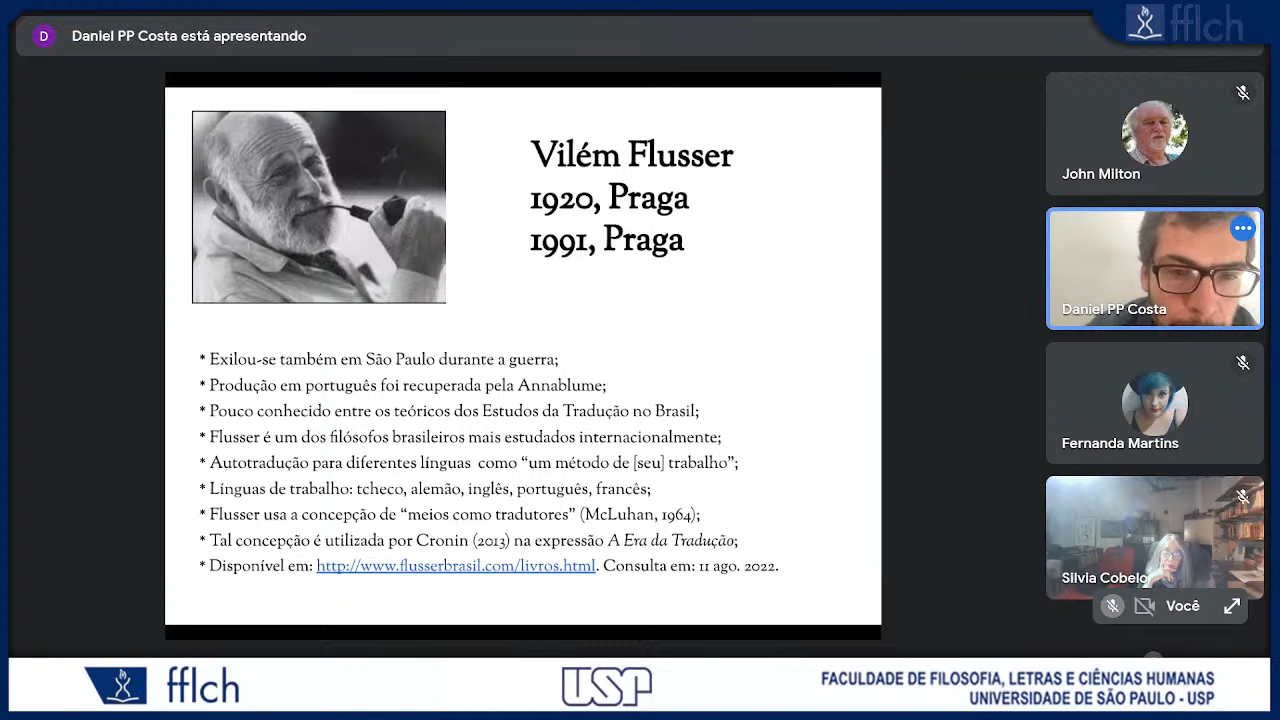 D Daniel PP Costa está apresentando
fflch
Vilém Flusser
1920, Praga
1991, Praga
* Exilou-se também em São Paulo durante a guerra;
* Produção em português foi recuperada pela Annablume;
* Pouco conhecido entre os teóricos dos Estudos da Tradução no Brasil;
* Flusser é um dos filósofos brasileiros mais estudados internacionalmente;
* Autotradução para diferentes línguas como “um método de [seu] trabalho”;
* Línguas de trabalho: tcheco, alemão, inglês, português, francês;
* Flusser usa a concepção de “meios como tradutores” (McLuhan, 1964);
* Tal concepção é utilizada por Cronin (2013) na expressão A Era da Tradução;
* Disponível em: http://www.flusserbrasil.com/livros.html. Consulta em: 11 ago. 2022.
John Milton
Daniel PP Costa
Fernanda Martins
Silvia Cobelo
Você
fflch
USP
FACULDADE DE FILOSOFIA, LETRAS E CIÊNCIAS HUMANAS
UNIVERSIDADE DE SÃO PAULO - USP